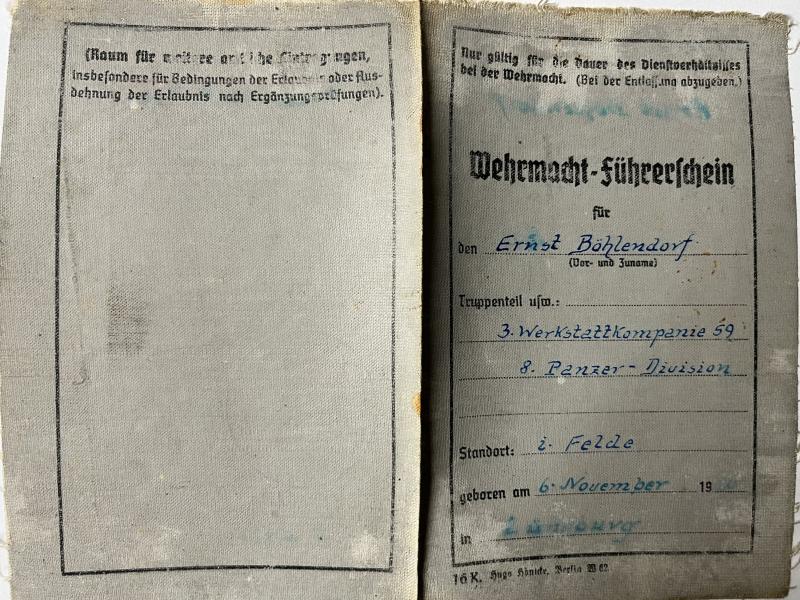 (Raum für weitere amtliche Eintragungen,
insbesondere für Bedingungen der Erlaubnis oder Aus-
dehnung der Erlaubnis nach Ergänzungsprüfungen).
Nur gültig für die Dauer des Dienstverhältnisses
bei der Wehrmacht. (Bei der Entlassung abzugeben.)
Wehrmacht-Führerschein
für
den Ernst Böhlendorf
(Vor- und Zuname)
Truppenteil usw.:
3. Werkstattkompanie 59
8. Panzer-Division
Standort: i. Felde
geboren am 6. November 19
in
16 K. Hugo Hönicke, Berlin W 62